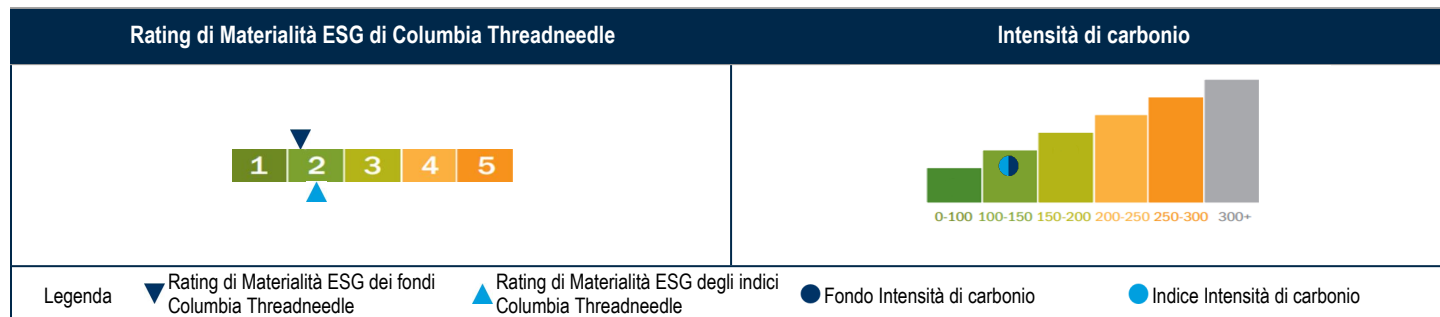 Rating di Materialità ESG di Columbia Threadneedle
Intensità di carbonio
1 2 3 4 5
0-100 100-150 150-200 200-250 250-300 300+
Legenda
Rating di Materialità ESG dei fondi
Columbia Threadneedle
Rating di Materialità ESG degli indici
Columbia Threadneedle
Fondo Intensità di carbonio
Indice Intensità di carbonio